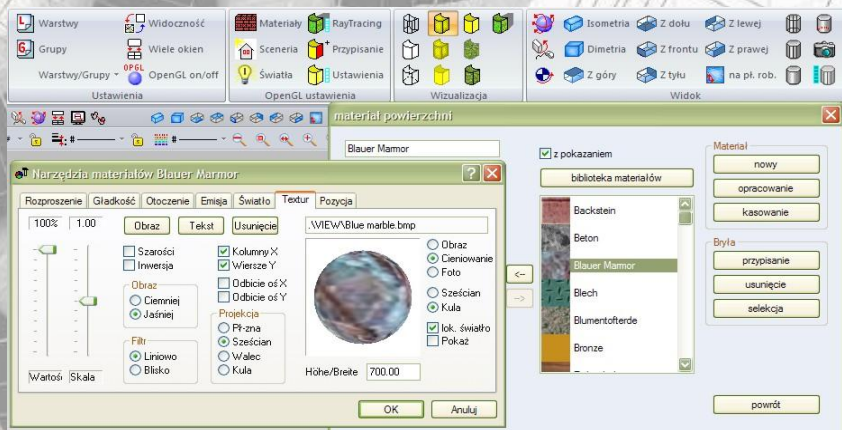 Warstwy
Widoczność
Grupy
Wiele okien
Warstwy/Grupy
OPGL
OpenGL on/off
Ustawienia
Materiały
RayTracing
Sceneria
Przypisanie
Światła
Ustawienia
OpenGL ustawienia
Wizualizacja
Isometria
Z dołu
Z lewej
Dimetria
Z frontu
Z prawej
Z góry
Z tyłu
na pł. rob.
Widok
materiał powierzchni
Blauer Marmor
z pokazaniem
biblioteka materiałów
Backstein
Beton
Blauer Marmor
Blech
Blumentofterde
Bronze
<--
-->
Materiał
nowy
opracowanie
kasowanie
Bryła
przypisanie
usunięcie
selekcja
powrót
Narzędzia materiałów Blauer Marmor
Rozproszenie Gładkość Otoczenie Emisja Światło Textur Pozycja
100% 1.00
Obraz Tekst Usunięcie
.\VIEW\Blue marble.bmp
Szarości
Inwersja
Kolumny X
Wiersze Y
Odbicie oś X
Odbicie oś Y
Obraz
Ciemniej
Jaśniej
Filtr
Liniowo
Blisko
Projekcja
Pł-zna
Sześcian
Walec
Kula
Obraz
Cieniowanie
Foto
Sześcian
Kula
lok. światło
Pokaż
Wartoś Skala
Höhe/Breite 700.00
OK Anuluj